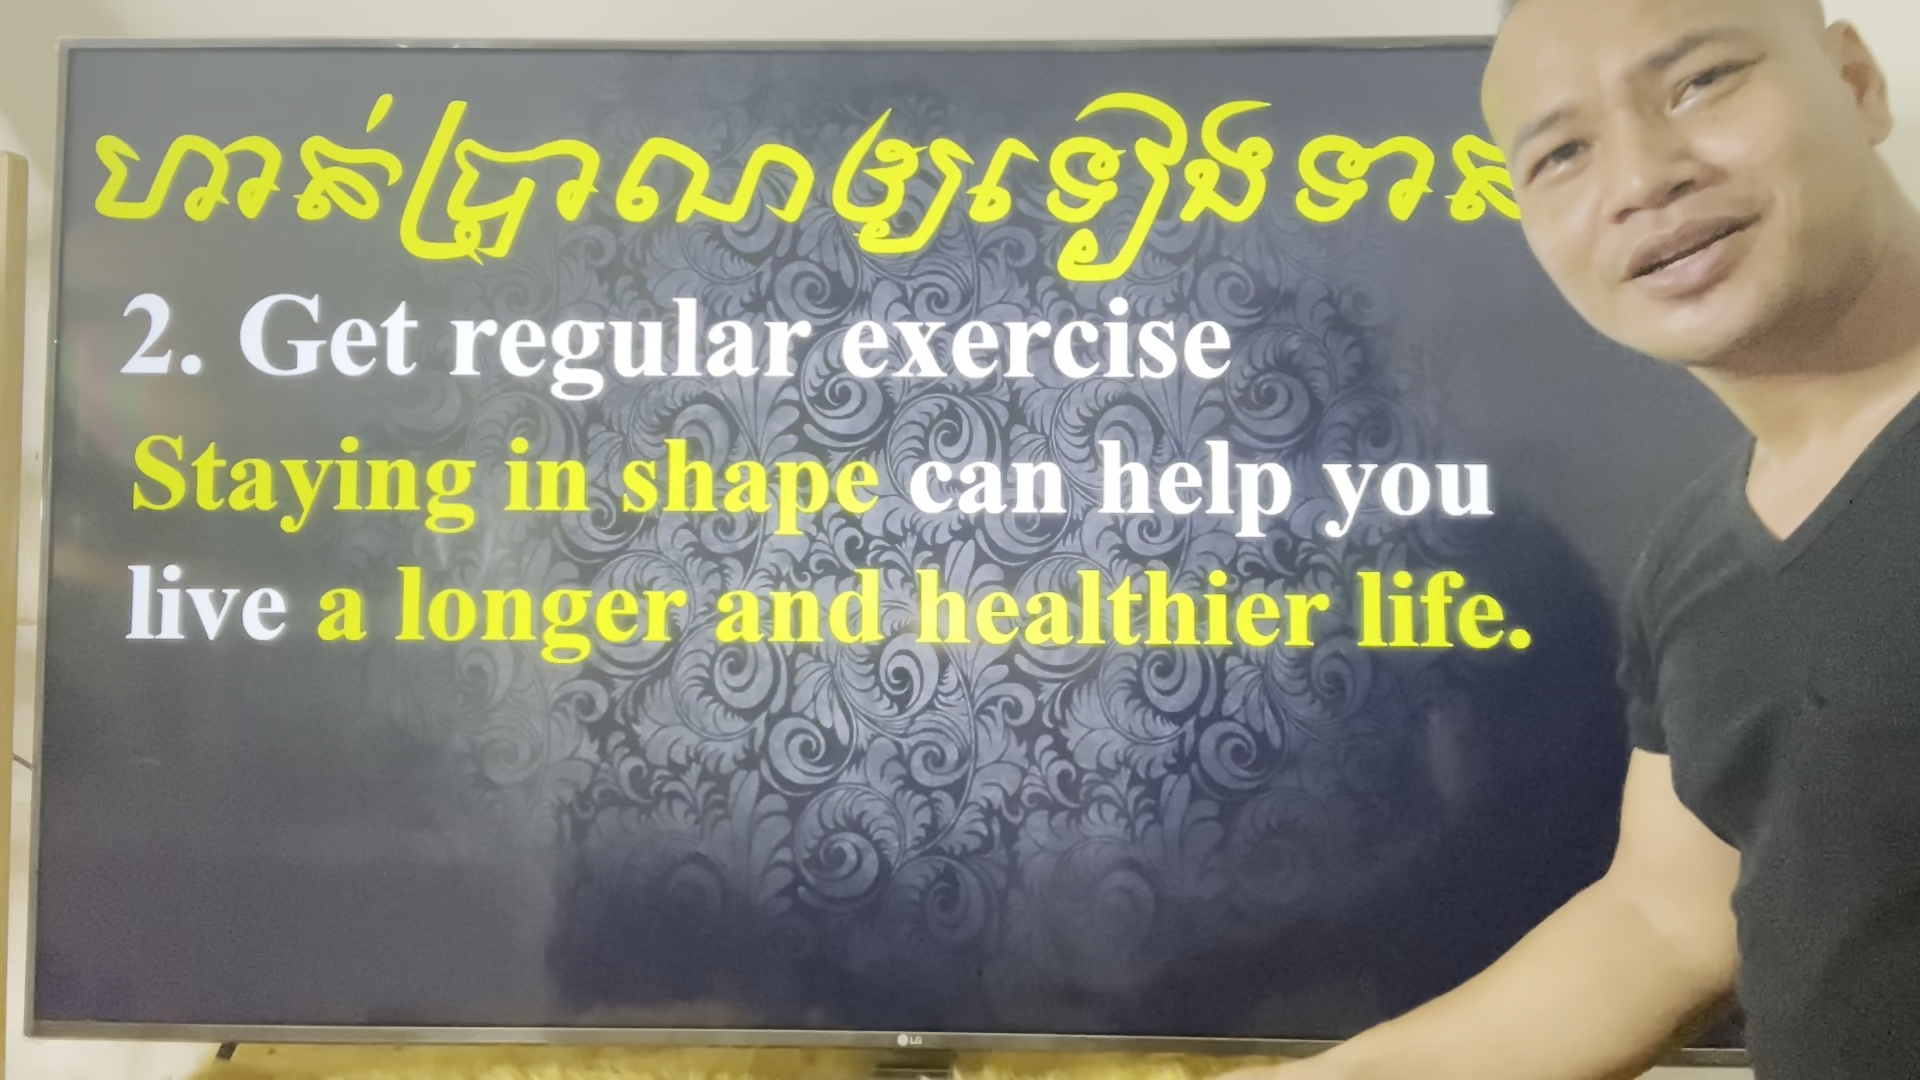 ហាត់ប្រាណឲ្យទៀងទាត់
2. Get regular exercise
Staying in shape can help you
live a longer and healthier life.
LG